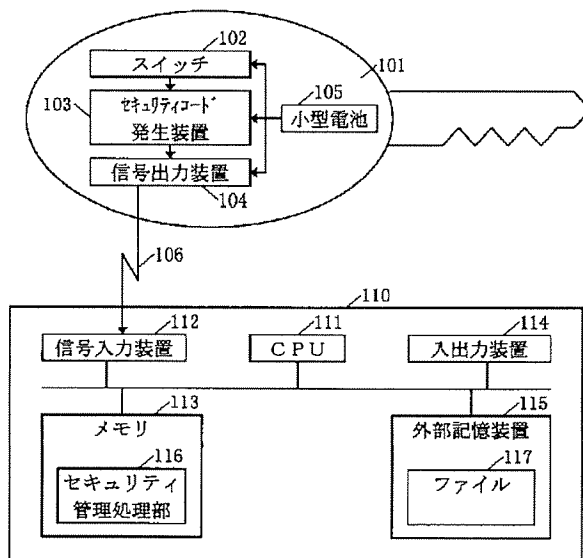 102
スイッチ
101
105
103
セキュリティコード
発生装置
小型電池
信号出力装置
104
106
110
112
111
114
信号入力装置
CPU
入出力装置
113
115
メモリ
外部記憶装置
116
117
セキュリティ
管理処理部
ファイル